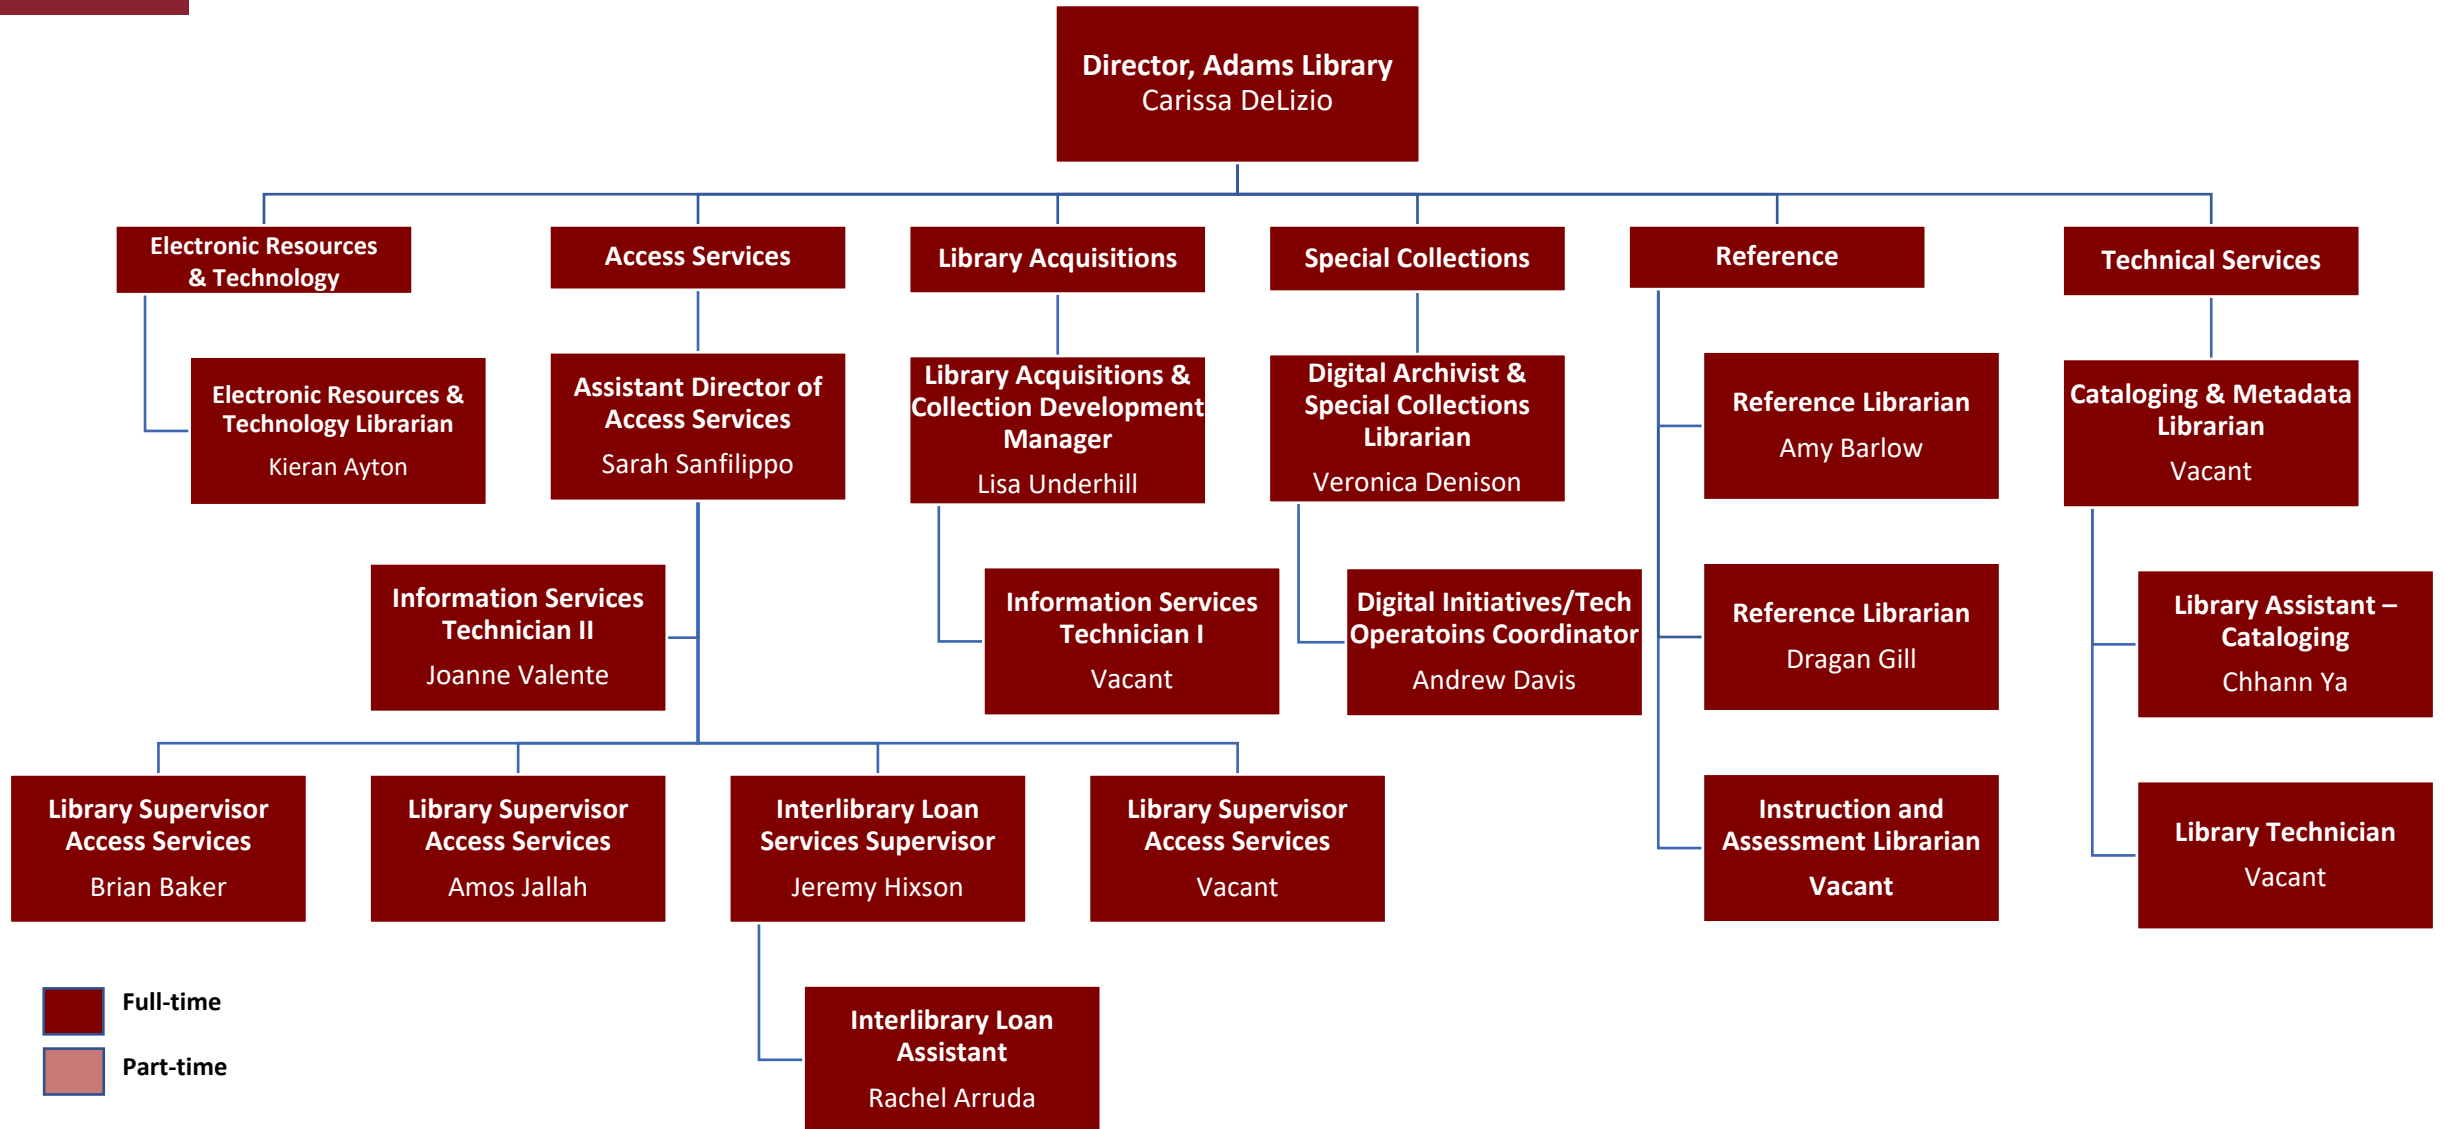 Director, Adams Library
Carissa DeLizio
Electronic Resources
& Technology
Access Services
Library Acquisitions
Special Collections
Reference
Technical Services
Electronic Resources &
Technology Librarian
Kieran Ayton
Assistant Director of
Access Services
Sarah Sanfilippo
Library Acquisitions &
Collection Development
Manager
Lisa Underhill
Digital Archivist &
Special Collections
Librarian
Veronica Denison
Reference Librarian
Amy Barlow
Cataloging & Metadata
Librarian
Vacant
Information Services
Technician II
Joanne Valente
Information Services
Technician I
Vacant
Digital Initiatives/Tech
Operatoins Coordinator
Andrew Davis
Reference Librarian
Dragan Gill
Library Assistant –
Cataloging
Chhann Ya
Library Supervisor
Access Services
Brian Baker
Library Supervisor
Access Services
Amos Jallah
Interlibrary Loan
Services Supervisor
Jeremy Hixson
Library Supervisor
Access Services
Vacant
Instruction and
Assessment Librarian
Vacant
Library Technician
Vacant
Interlibrary Loan
Assistant
Rachel Arruda
Full-time
Part-time